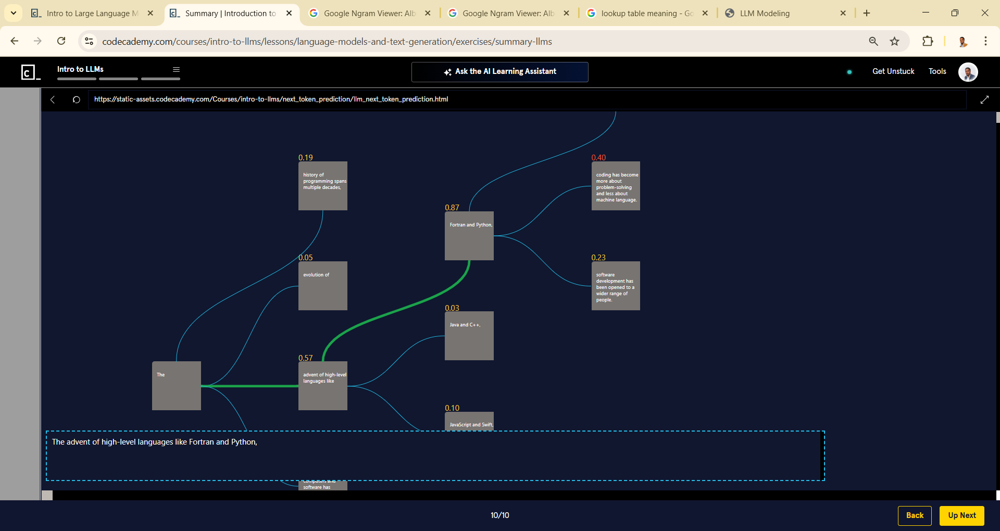 Intro to Large Language M
Summary | Introduction to
Google Ngram Viewer: Alb
Google Ngram Viewer: Alb
lookup table meaning - Go
LLM Modeling
codecademy.com/courses/intro-to-llms/lessons/language-models-and-text-generation/exercises/summary-llms
Intro to LLMs
Ask the AI Learning Assistant
Get Unstuck
Tools
https://static-assets.codecademy.com/Courses/intro-to-llms/next_token_prediction/llm_next_token_prediction.html
0.19
history of
programming spans
multiple decades,
0.40
coding has become
more about
problem-solving
and less about
machine language.
0.87
Fortran and Python,
0.05
evolution of
0.23
software
development has
been opened to a
wider range of
people.
0.03
Java and C++,
0.57
advent of high-level
languages like
The
0.10
JavaScript and Swift,
The advent of high-level languages like Fortran and Python,
computers and
software has
10/10
Back
Up Next